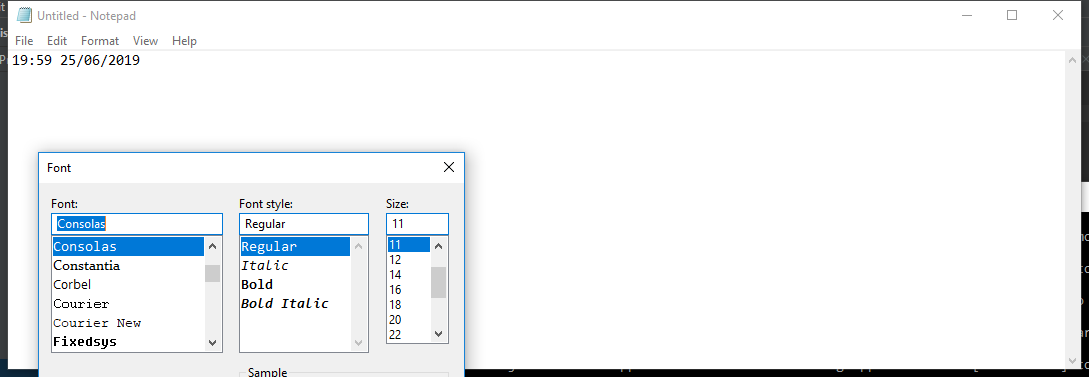 Untitled - Notepad
File Edit Format View Help
19:59 25/06/2019
Font
Font: Font style: Size:
Consolas Regular 11
Consolas Regular 11
Constantia Italic 12
Corbel Bold 14
Courier Bold Italic 16
Courier New 18
Fixedsys 20
22
Sample